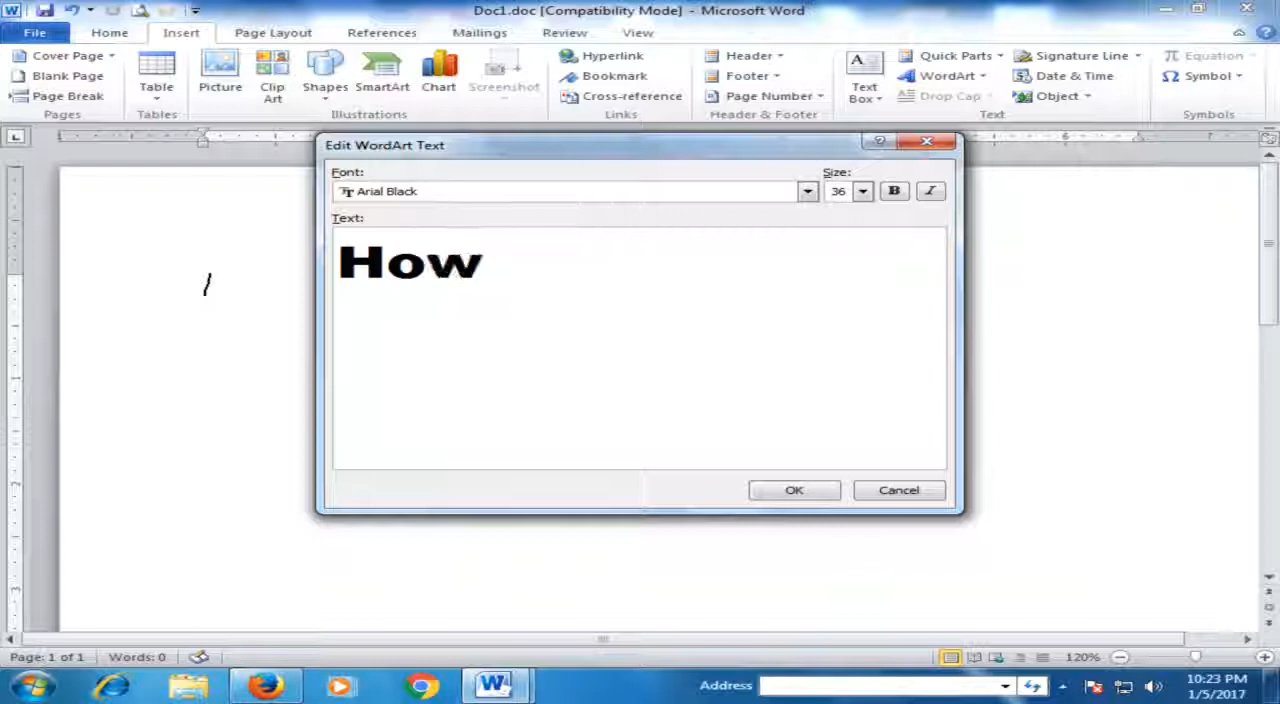 Doc1.doc [Compatibility Mode] - Microsoft Word
File Home Insert Page Layout References Mailings Review View
Cover Page
Blank Page
Page Break
Pages
Table
Tables
Picture
Clip Art
Shapes
SmartArt
Chart
Screenshot
Illustrations
Hyperlink
Bookmark
Cross-reference
Links
Header
Footer
Page Number
Header & Footer
Text Box
Quick Parts
WordArt
Drop Cap
Signature Line
Date & Time
Object
Text
Equation
Symbol
Symbols
Edit WordArt Text
Font:
Size:
Arial Black
36
B
I
Text:
How
OK
Cancel
Page: 1 of 1
Words: 0
120%
Address
10:23 PM
1/5/2017